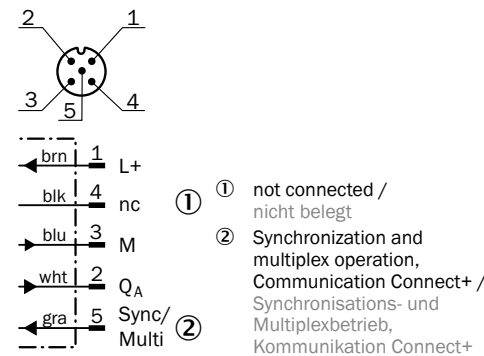 2 1
3 5 4
brn 1 L+
blk 4 nc ①
blu 3 M
wht 2 QA
gra 5 Sync/
Multi ②
① not connected /
nicht belegt
② Synchronization and
multiplex operation,
Communication Connect+ /
Synchronisations- und
Multiplexbetrieb,
Kommunikation Connect+